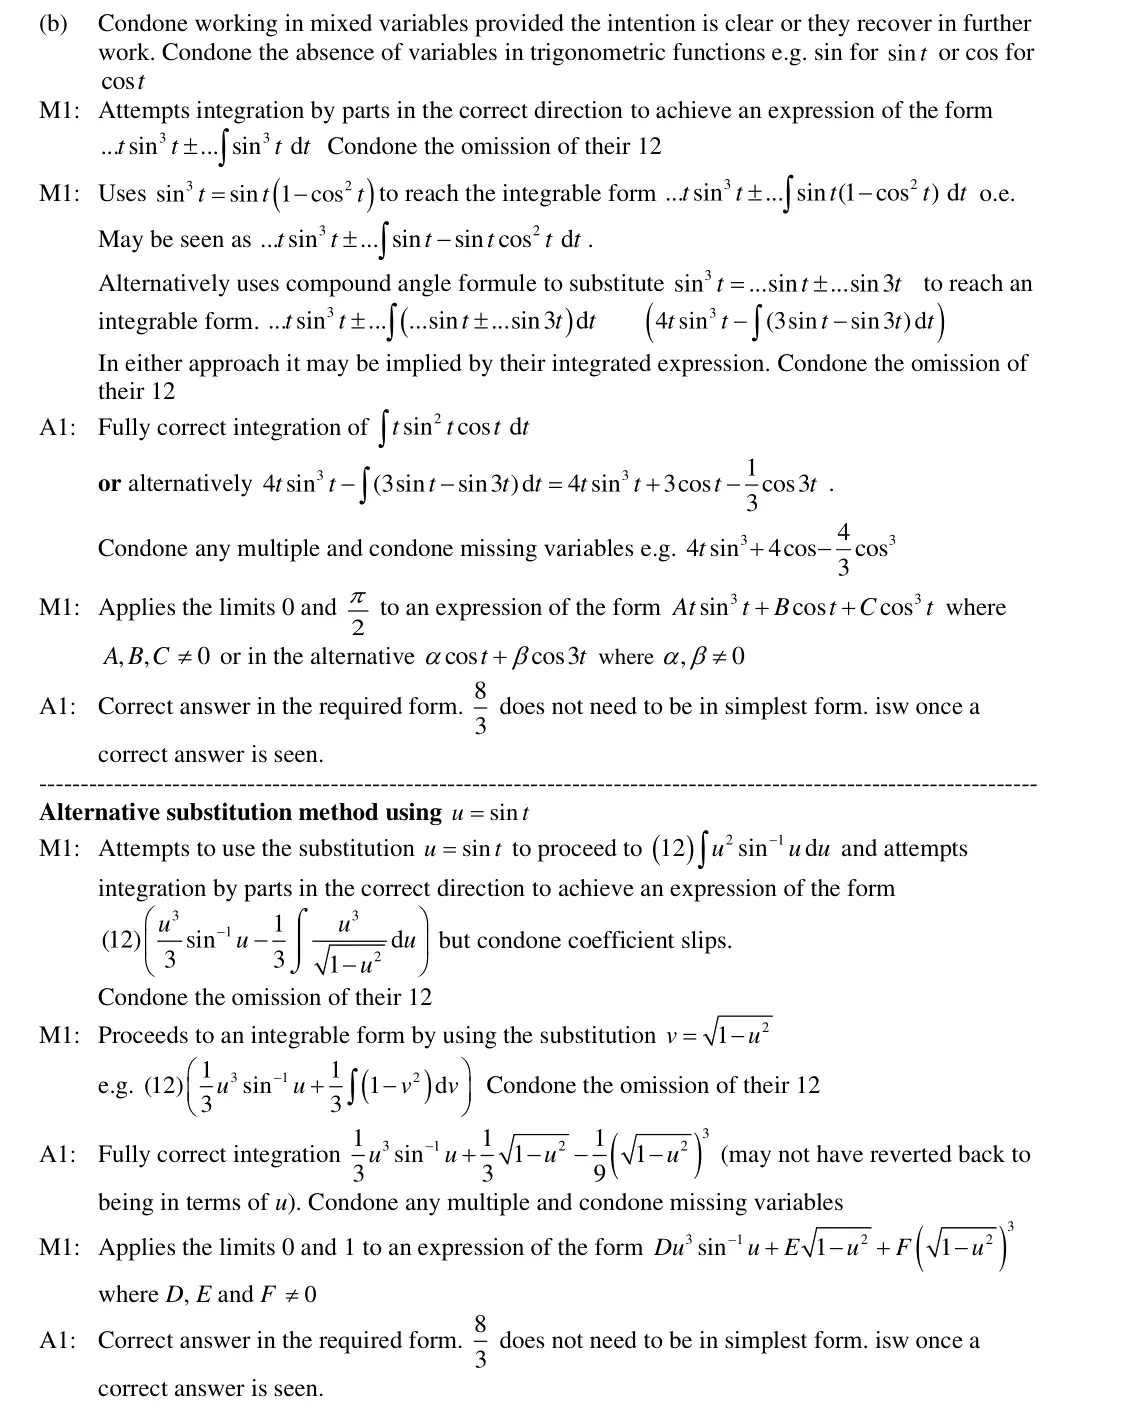 (b) Condone working in mixed variables provided the intention is clear or they recover in further
work. Condone the absence of variables in trigonometric functions e.g. sin for sin t or cos for
cos t
M1: Attempts integration by parts in the correct direction to achieve an expression of the form
...t sin³ t ± ...∫ sin³ t dt Condone the omission of their 12
M1: Uses sin³ t = sin t(1 − cos² t) to reach the integrable form ...t sin³ t ± ...∫ sin t(1 − cos² t) dt o.e.
May be seen as ...t sin³ t ± ...∫ sin t − sin t cos² t dt .
Alternatively uses compound angle formule to substitute sin³ t = ...sin t ± ...sin 3t to reach an
integrable form. ...t sin³ t ± ...∫(...sin t ± ...sin 3t)dt (4t sin³ t − ∫(3sin t − sin 3t)dt)
In either approach it may be implied by their integrated expression. Condone the omission of
their 12
A1: Fully correct integration of ∫ t sin² t cos t dt
or alternatively 4t sin³ t − ∫(3sin t − sin 3t)dt = 4t sin³ t + 3cos t − 1/3 cos 3t .
Condone any multiple and condone missing variables e.g. 4t sin³ + 4cos − 4/3 cos³
M1: Applies the limits 0 and π/2 to an expression of the form At sin³ t + B cos t + C cos³ t where
A, B, C ≠ 0 or in the alternative α cos t + β cos 3t where α, β ≠ 0
A1: Correct answer in the required form. 8/3 does not need to be in simplest form. isw once a
correct answer is seen.
------------------------------------------------------------------------------------------------------------------------
Alternative substitution method using u = sin t
M1: Attempts to use the substitution u = sin t to proceed to (12)∫ u² sin⁻¹ u du and attempts
integration by parts in the correct direction to achieve an expression of the form
(12)(u³/3 sin⁻¹ u − 1/3 ∫ u³/√(1−u²) du) but condone coefficient slips.
Condone the omission of their 12
M1: Proceeds to an integrable form by using the substitution v = √(1−u²)
e.g. (12)(1/3 u³ sin⁻¹ u + 1/3 ∫(1−v²)dv) Condone the omission of their 12
A1: Fully correct integration 1/3 u³ sin⁻¹ u + 1/3 √(1−u²) − 1/9 (√(1−u²))³ (may not have reverted back to
being in terms of u). Condone any multiple and condone missing variables
M1: Applies the limits 0 and 1 to an expression of the form Du³ sin⁻¹ u + E√(1−u²) + F(√(1−u²))³
where D, E and F ≠ 0
A1: Correct answer in the required form. 8/3 does not need to be in simplest form. isw once a
correct answer is seen.